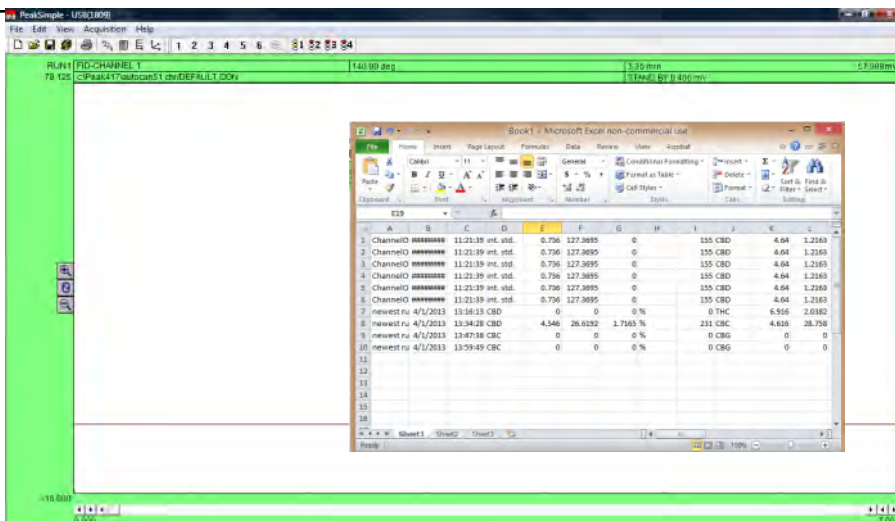 PeakSimple - USB(1809)
File Edit View Acquisition Help
1 2 3 4 5 6 $1 $2 $3 $4
RUN1 FID-CHANNEL 1 140.00 deg
78.125 STAND BY
Book1 - Microsoft Excel non-commercial use
File Home Insert Page Layout Formulas Data Review View Acrobat
Calibri 11 General Conditional Formatting Insert
Paste B I U $ % Format as Table Delete Sort & Find &
Cell Styles Format Filter Select
Clipboard Font Alignment Number Styles Cells Editing
E19 fx
A B C D E F G H I J K L
1 ChannelO ######## 11:21:39 int. std. 0.736 127.3695 0 155 CBD 4.64 1.2163
2 ChannelO ######## 11:21:39 int. std. 0.736 127.3695 0 155 CBD 4.64 1.2163
3 ChannelO ######## 11:21:39 int. std. 0.736 127.3695 0 155 CBD 4.64 1.2163
4 ChannelO ######## 11:21:39 int. std. 0.736 127.3695 0 155 CBD 4.64 1.2163
5 ChannelO ######## 11:21:39 int. std. 0.736 127.3695 0 155 CBD 4.64 1.2163
6 ChannelO ######## 11:21:39 int. std. 0.736 127.3695 0 155 CBD 4.64 1.2163
7 newest ru 4/1/2013 13:16:13 CBD 0 0 0 % 0 THC 6.916 2.0382
8 newest ru 4/1/2013 13:34:28 CBD 4.546 26.6192 1.7165 % 231 CBC 4.616 28.758
9 newest ru 4/1/2013 13:47:38 CBC 0 0 0 % 0 CBG 0 0
10 newest ru 4/1/2013 13:59:49 CBC 0 0 0 % 0 CBG 0 0
11
12
13
14
15
16
Sheet1 Sheet2 Sheet3
Ready 100%
0.000